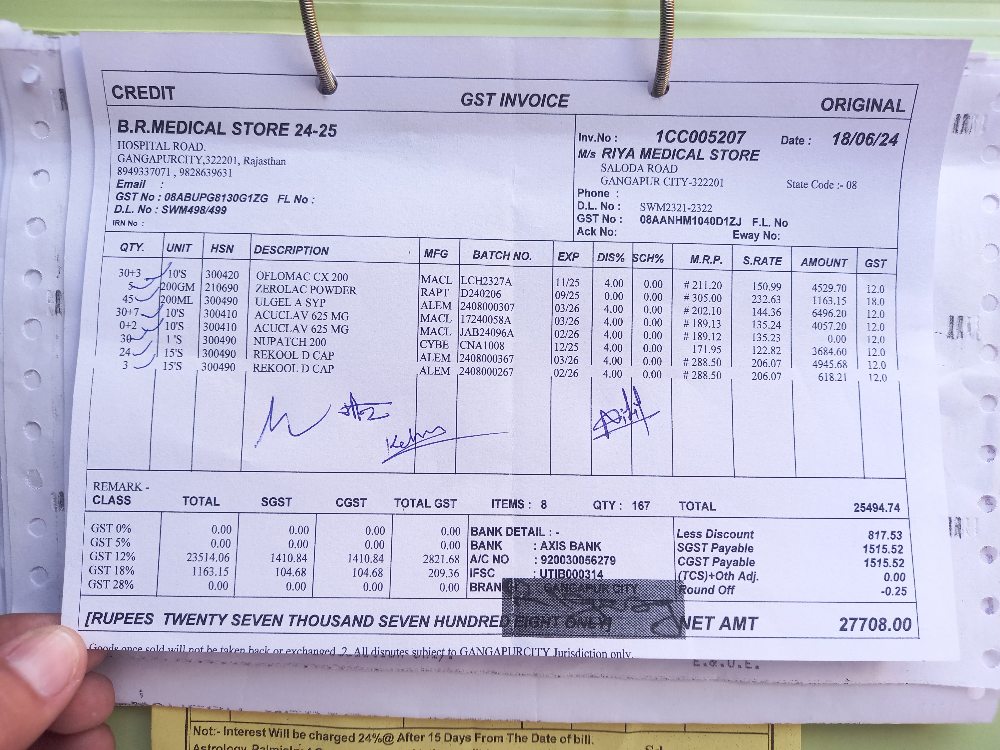 CREDIT
GST INVOICE
ORIGINAL
B.R.MEDICAL STORE 24-25
HOSPITAL ROAD.
GANGAPURCITY,322201, Rajasthan
8949337071 , 9828639631
Email :
GST No : 08ABUPG8130G1ZG FL No :
D.L. No : SWM498/499
IRN No :
Inv.No : 1CC005207 Date : 18/06/24
M/s RIYA MEDICAL STORE
SALODA ROAD
GANGAPUR CITY-322201 State Code :- 08
Phone :
D.L. No : SWM2321-2322
GST No : 08AANHM1040D1ZJ F.L. No
Ack No: Eway No:
QTY. UNIT HSN DESCRIPTION MFG BATCH NO. EXP DIS% SCH% M.R.P. S.RATE AMOUNT GST
30+3 10'S 300420 OFLOMAC CX 200 MACL LCH2327A 11/25 4.00 0.00 # 211.20 150.99 4529.70 12.0
5 200GM 210690 ZEROLAC POWDER RAPT D240206 09/25 0.00 0.00 # 305.00 232.63 1163.15 18.0
45 200ML 300490 ULGEL A SYP ALEM 2408000307 03/26 4.00 0.00 # 202.10 144.36 6496.20 12.0
30+7 10'S 300410 ACUCLAV 625 MG MACL 17240058A 03/26 4.00 0.00 # 189.13 135.24 4057.20 12.0
0+2 10'S 300410 ACUCLAV 625 MG MACL JAB24096A 02/26 4.00 0.00 # 189.12 135.23 0.00 12.0
30 1'S 300490 NUPATCH 200 CYBE CNA1008 12/25 4.00 0.00 171.95 122.82 3684.60 12.0
24 15'S 300490 REKOOL D CAP ALEM 2408000367 03/26 4.00 0.00 # 288.50 206.07 4945.68 12.0
3 15'S 300490 REKOOL D CAP ALEM 2408000267 02/26 4.00 0.00 # 288.50 206.07 618.21 12.0
REMARK -
CLASS TOTAL SGST CGST TOTAL GST ITEMS : 8 QTY : 167 TOTAL 25494.74
GST 0% 0.00 0.00 0.00 0.00
GST 5% 0.00 0.00 0.00 0.00
GST 12% 23514.06 1410.84 1410.84 2821.68
GST 18% 1163.15 104.68 104.68 209.36
GST 28% 0.00 0.00 0.00 0.00
BANK DETAIL : -
BANK : AXIS BANK
A/C NO : 920030056279
IFSC : UTIB000314
BRAN GANGAPUR CITY
Less Discount 817.53
SGST Payable 1515.52
CGST Payable 1515.52
(TCS)+Oth Adj. 0.00
Round Off -0.25
[RUPEES TWENTY SEVEN THOUSAND SEVEN HUNDRED EIGHT ONLY] NET AMT 27708.00
Goods once sold will not be taken back or exchanged 2. All disputes subject to GANGAPURCITY Jurisdiction only.
E.&.O.E.
Not:- Interest Will be charged 24%@ After 15 Days From The Date of bill.